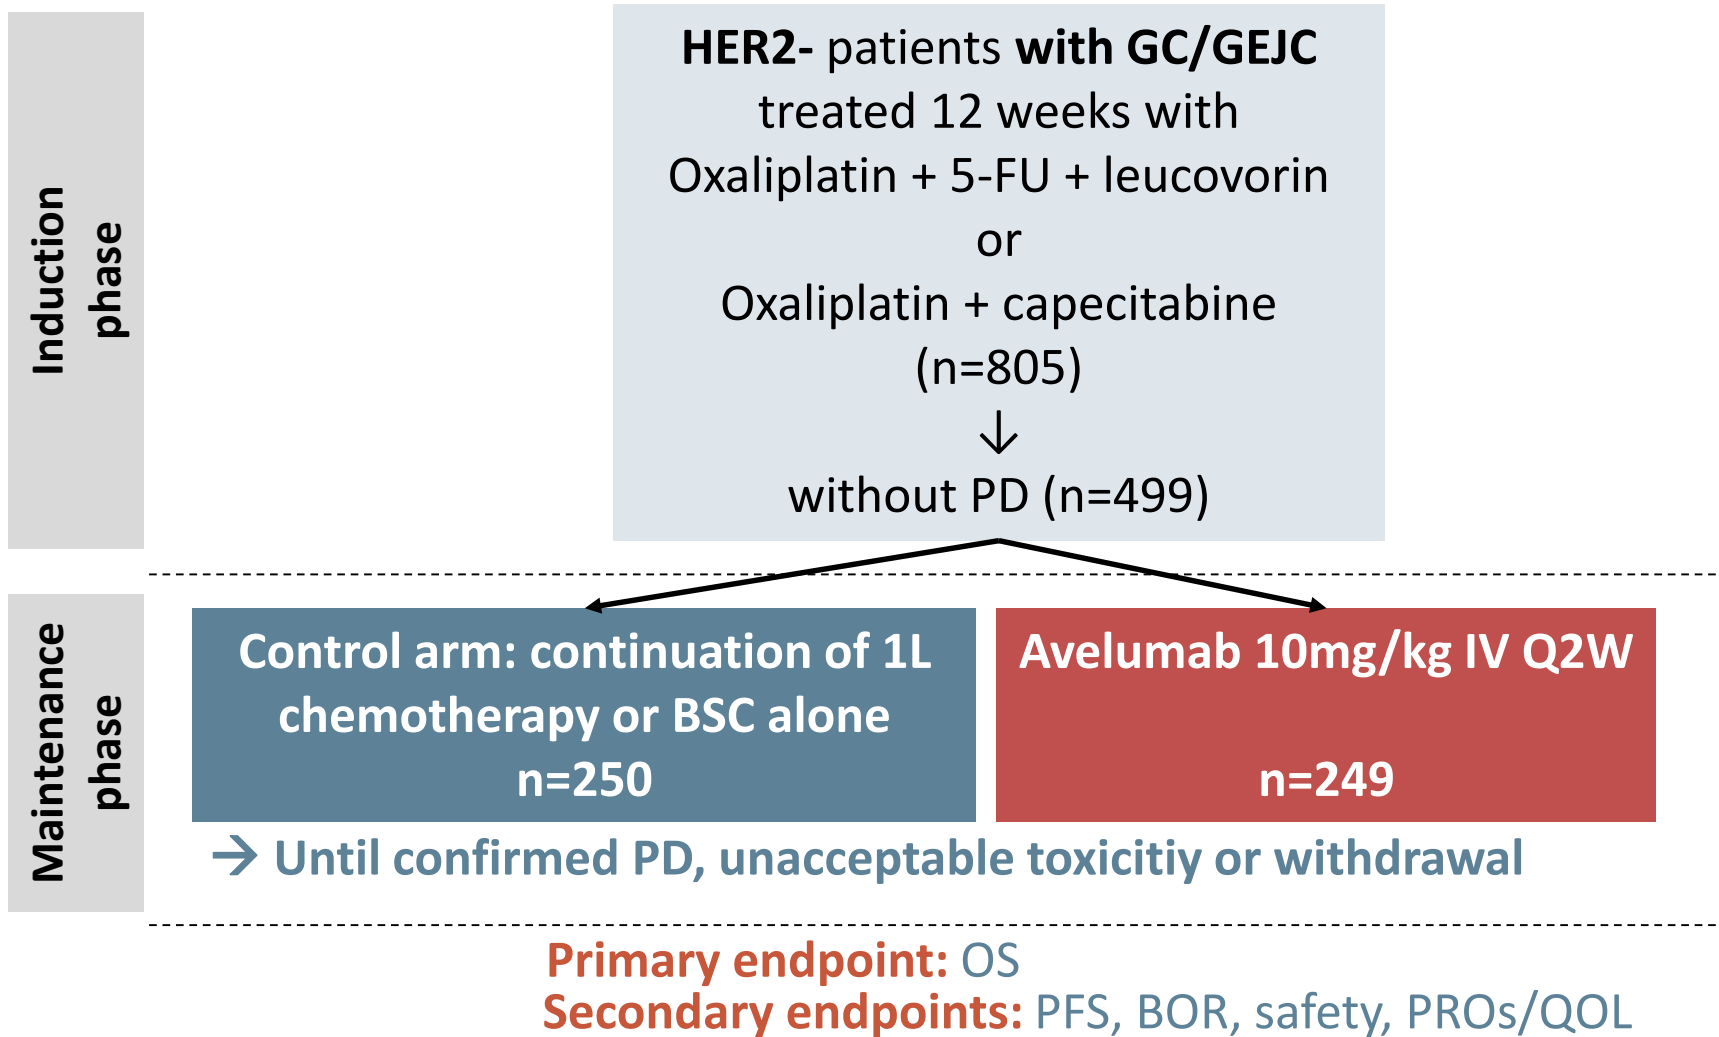 Induction
phase
HER2- patients with GC/GEJC
treated 12 weeks with
Oxaliplatin + 5-FU + leucovorin
or
Oxaliplatin + capecitabine
(n=805)
↓
without PD (n=499)
Maintenance
phase
Control arm: continuation of 1L
chemotherapy or BSC alone
n=250
Avelumab 10mg/kg IV Q2W
n=249
→ Until confirmed PD, unacceptable toxicitiy or withdrawal
Primary endpoint: OS
Secondary endpoints: PFS, BOR, safety, PROs/QOL